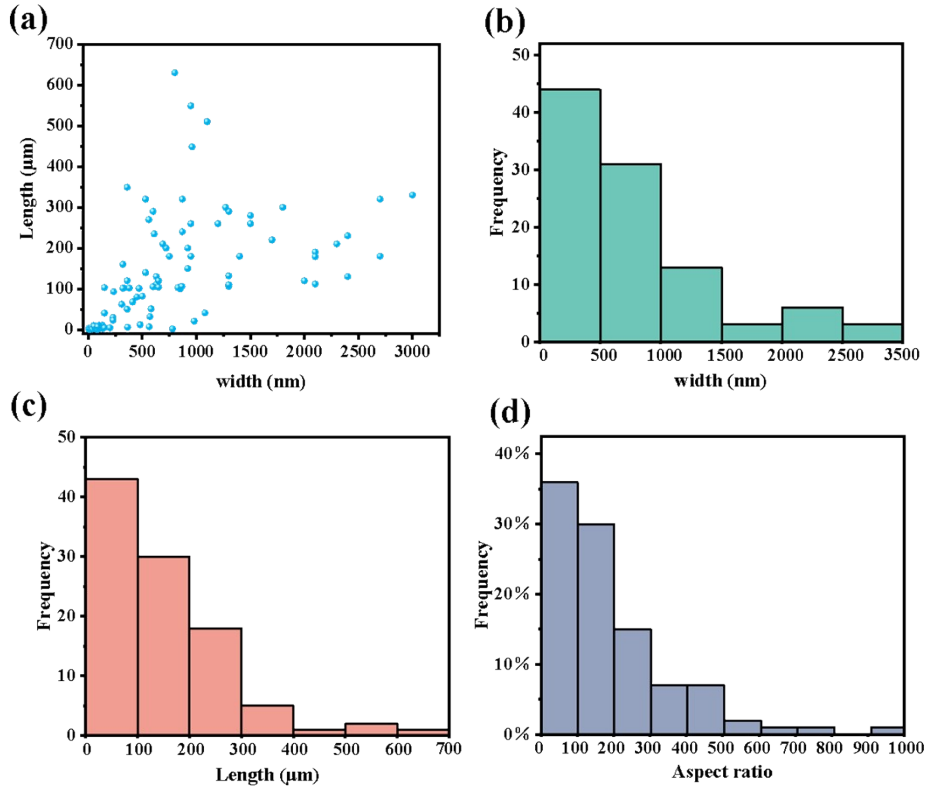 (a)
700
600
500
400
300
200
100
0
Length (μm)
0 500 1000 1500 2000 2500 3000
width (nm)
(b)
50
40
30
20
10
0
Frequency
0 500 1000 1500 2000 2500 3500
width (nm)
(c)
50
40
30
20
10
0
Frequency
0 100 200 300 400 500 600 700
Length (μm)
(d)
40%
30%
20%
10%
0%
Frequency
0 100 200 300 400 500 600 700 800 900 1000
Aspect ratio